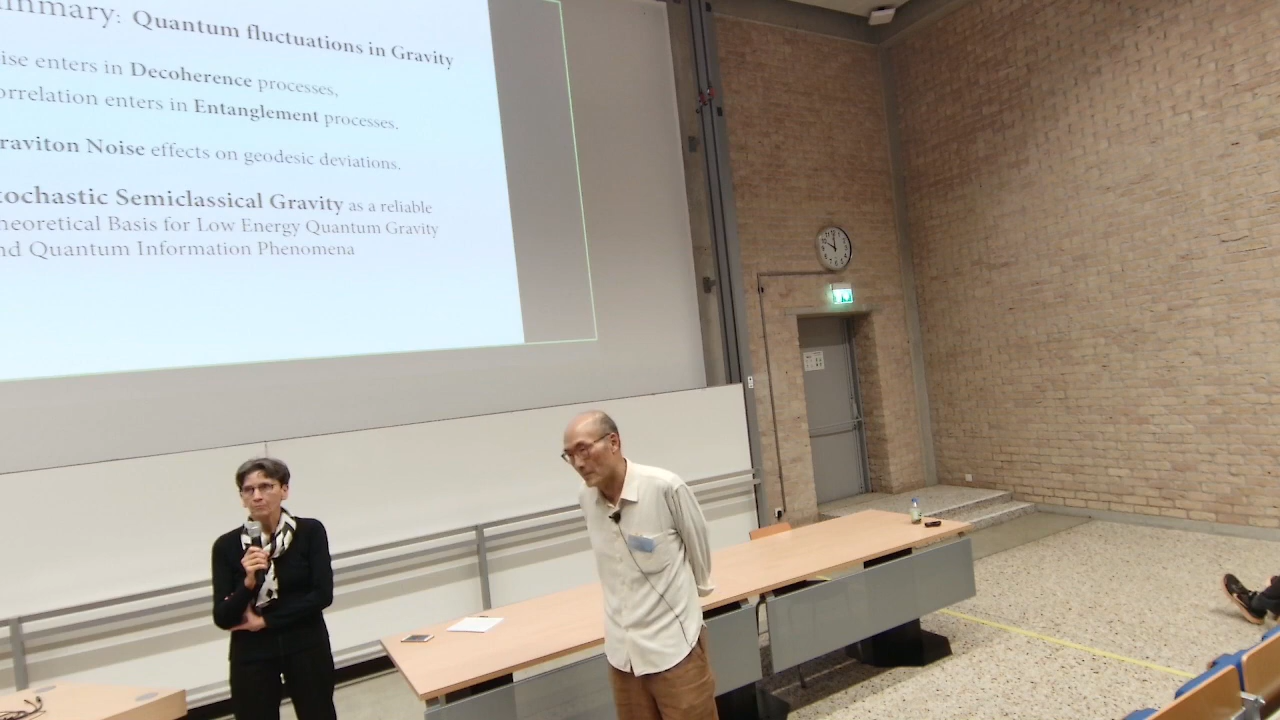 mmary: Quantum fluctuations in Gravity
ise enters in Decoherence processes,
orrelation enters in Entanglement processes.
raviton Noise effects on geodesic deviations.
tochastic Semiclassical Gravity as a reliable
heoretical Basis for Low Energy Quantum Gravity
nd Quantum Information Phenomena